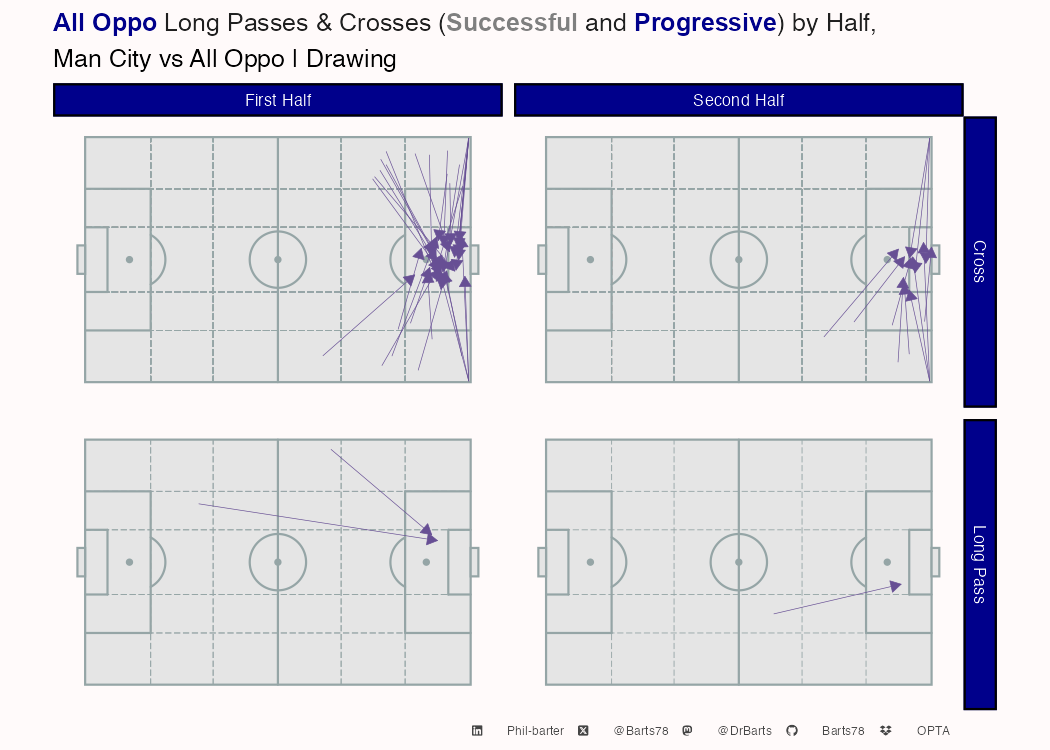 All Oppo Long Passes & Crosses (Successful and Progressive) by Half,
Man City vs All Oppo | Drawing
First Half
Second Half
Cross
Long Pass
Phil-barter @Barts78 @DrBarts Barts78 OPTA